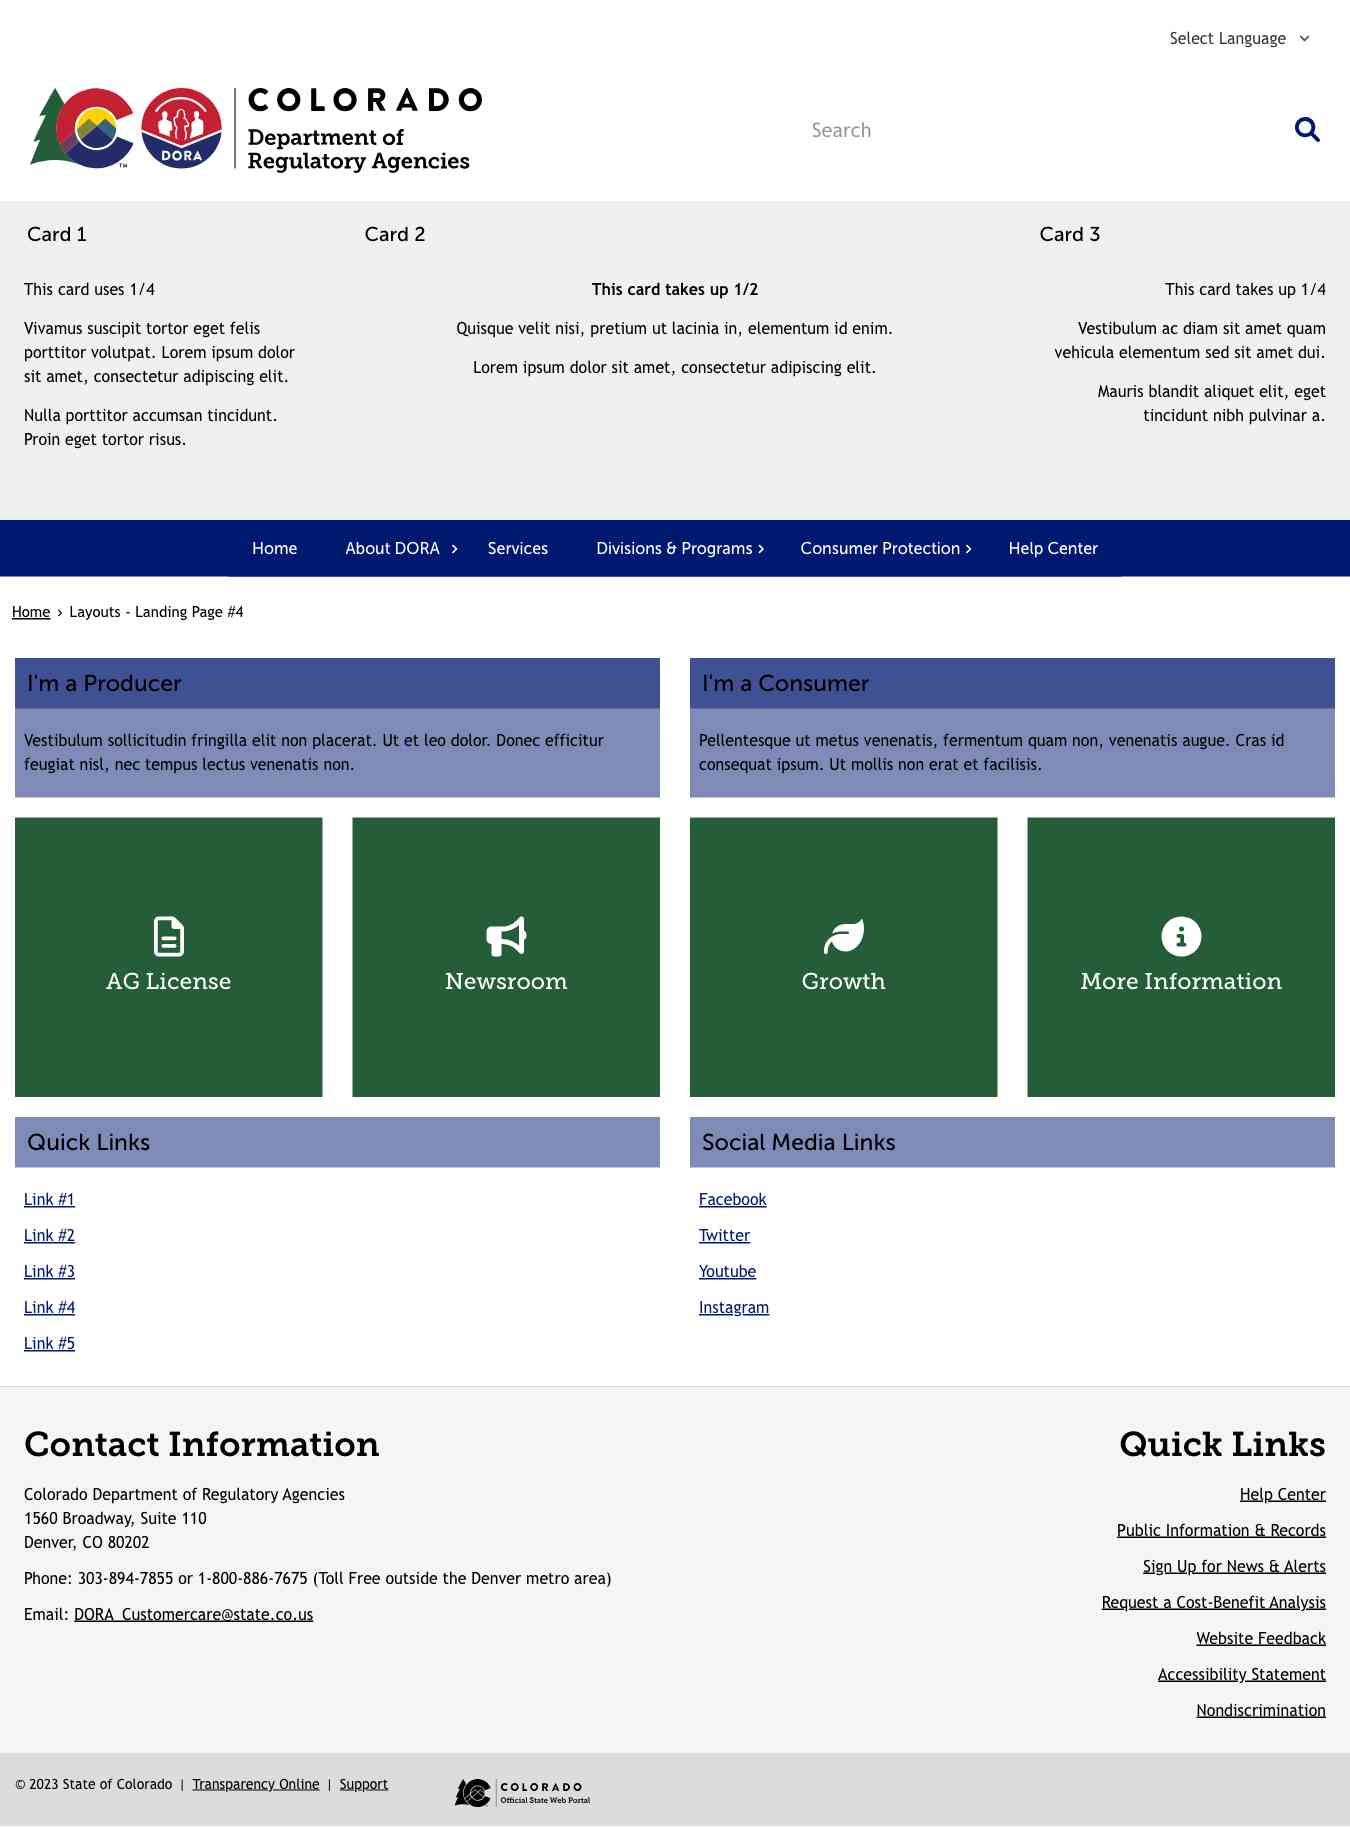 Select Language
COLORADO
Department of
Regulatory Agencies
DORA
TM
Search
Card 1
This card uses 1/4
Vivamus suscipit tortor eget felis
porttitor volutpat. Lorem ipsum dolor
sit amet, consectetur adipiscing elit.
Nulla porttitor accumsan tincidunt.
Proin eget tortor risus.
Card 2
This card takes up 1/2
Quisque velit nisi, pretium ut lacinia in, elementum id enim.
Lorem ipsum dolor sit amet, consectetur adipiscing elit.
Card 3
This card takes up 1/4
Vestibulum ac diam sit amet quam
vehicula elementum sed sit amet dui.
Mauris blandit aliquet elit, eget
tincidunt nibh pulvinar a.
Home About DORA › Services Divisions & Programs › Consumer Protection › Help Center
Home › Layouts - Landing Page #4
I'm a Producer
Vestibulum sollicitudin fringilla elit non placerat. Ut et leo dolor. Donec efficitur
feugiat nisl, nec tempus lectus venenatis non.
I'm a Consumer
Pellentesque ut metus venenatis, fermentum quam non, venenatis augue. Cras id
consequat ipsum. Ut mollis non erat et facilisis.
AG License
Newsroom
Growth
More Information
Quick Links
Link #1
Link #2
Link #3
Link #4
Link #5
Social Media Links
Facebook
Twitter
Youtube
Instagram
Contact Information
Colorado Department of Regulatory Agencies
1560 Broadway, Suite 110
Denver, CO 80202
Phone: 303-894-7855 or 1-800-886-7675 (Toll Free outside the Denver metro area)
Email: DORA_Customercare@state.co.us
Quick Links
Help Center
Public Information & Records
Sign Up for News & Alerts
Request a Cost-Benefit Analysis
Website Feedback
Accessibility Statement
Nondiscrimination
© 2023 State of Colorado | Transparency Online | Support
COLORADO
Official State Web Portal